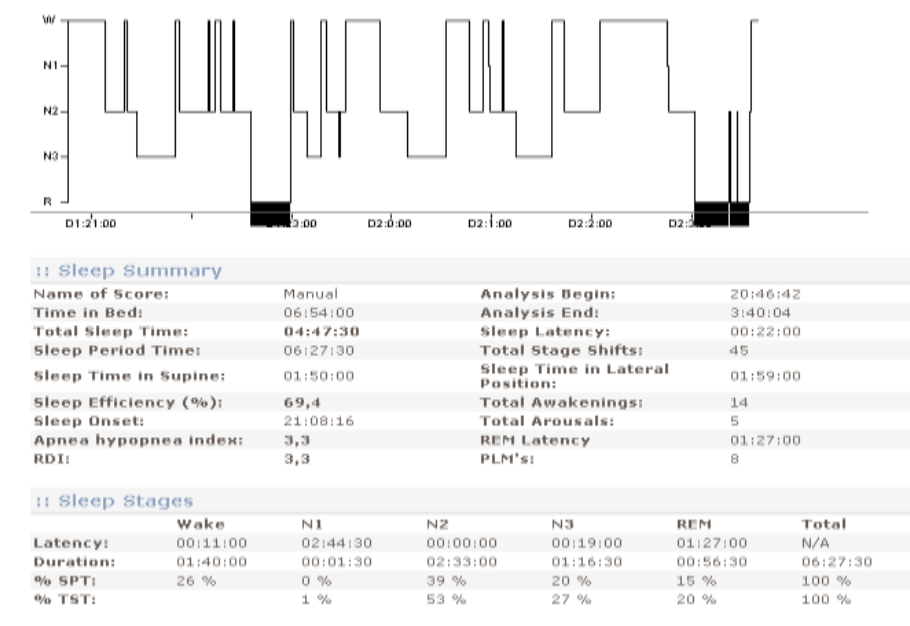 W
N1
N2
N3
R
D1:21:00 D2:0:00 D2:1:00 D2:2:00
:: Sleep Summary
Name of Score: Manual Analysis Begin: 20:46:42
Time in Bed: 06:54:00 Analysis End: 3:40:04
Total Sleep Time: 04:47:30 Sleep Latency: 00:22:00
Sleep Period Time: 06:27:30 Total Stage Shifts: 45
Sleep Time in Supine: 01:50:00 Sleep Time in Lateral
Position: 01:59:00
Sleep Efficiency (%): 69,4 Total Awakenings: 14
Sleep Onset: 21:08:16 Total Arousals: 5
Apnea hypopnea index: 3,3 REM Latency 01:27:00
RDI: 3,3 PLM's: 8
:: Sleep Stages
Wake N1 N2 N3 REM Total
Latency: 00:11:00 02:44:30 00:00:00 00:19:00 01:27:00 N/A
Duration: 01:40:00 00:01:30 02:33:00 01:16:30 00:56:30 06:27:30
% SPT: 26 % 0 % 39 % 20 % 15 % 100 %
% TST: 1 % 53 % 27 % 20 % 100 %